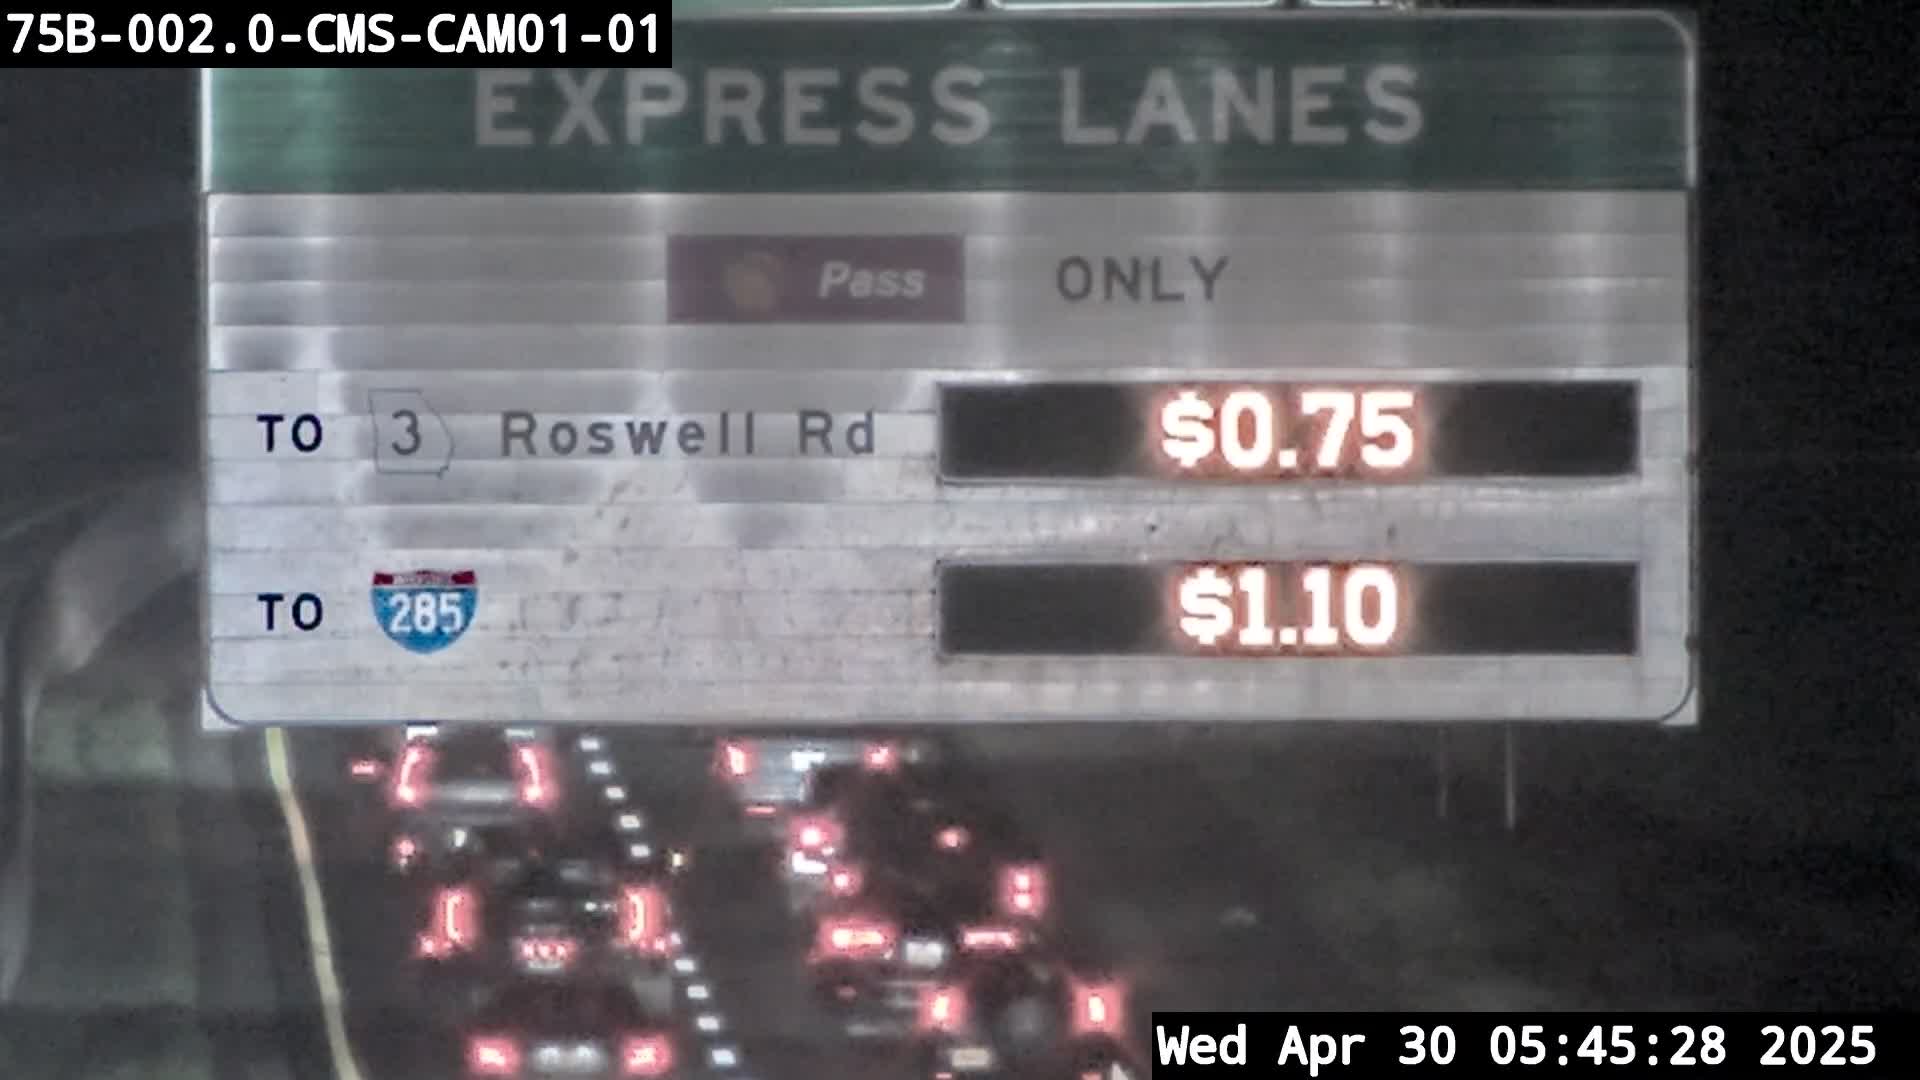 75B-002.0-CMS-CAM01-01
EXPRESS LANES
Pass ONLY
TO 3 Roswell Rd $0.75
TO 285 $1.10
Wed Apr 30 05:45:28 2025